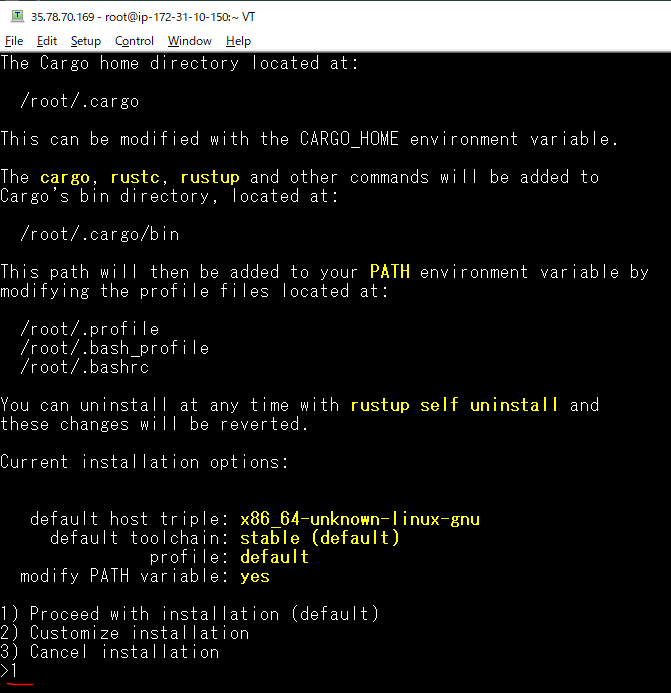 35.78.70.169 - root@ip-172-31-10-150:~ VT
File Edit Setup Control Window Help
The Cargo home directory located at:
/root/.cargo
This can be modified with the CARGO_HOME environment variable.
The cargo, rustc, rustup and other commands will be added to
Cargo's bin directory, located at:
/root/.cargo/bin
This path will then be added to your PATH environment variable by
modifying the profile files located at:
/root/.profile
/root/.bash_profile
/root/.bashrc
You can uninstall at any time with rustup self uninstall and
these changes will be reverted.
Current installation options:
default host triple: x86_64-unknown-linux-gnu
default toolchain: stable (default)
profile: default
modify PATH variable: yes
1) Proceed with installation (default)
2) Customize installation
3) Cancel installation
>1